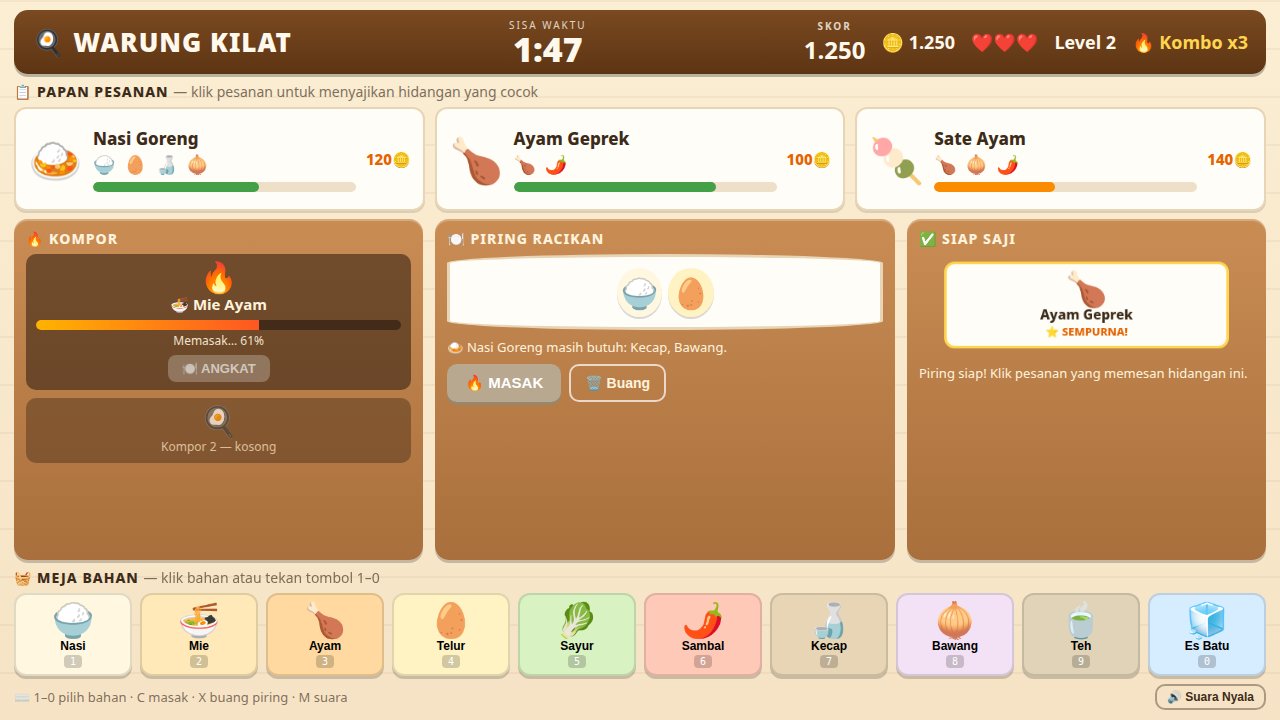 WARUNG KILAT
SISA WAKTU
1:47
SKOR
1.250
1.250
Level 2
Kombo x3
PAPAN PESANAN — klik pesanan untuk menyajikan hidangan yang cocok
Nasi Goreng
120
Ayam Geprek
100
Sate Ayam
140
KOMPOR
Mie Ayam
Memasak... 61%
ANGKAT
Kompor 2 — kosong
PIRING RACIKAN
Nasi Goreng masih butuh: Kecap, Bawang.
MASAK
Buang
SIAP SAJI
Ayam Geprek
SEMPURNA!
Piring siap! Klik pesanan yang memesan hidangan ini.
MEJA BAHAN — klik bahan atau tekan tombol 1–0
Nasi
1
Mie
2
Ayam
3
Telur
4
Sayur
5
Sambal
6
Kecap
7
Bawang
8
Teh
9
Es Batu
0
1–0 pilih bahan · C masak · X buang piring · M suara
Suara Nyala